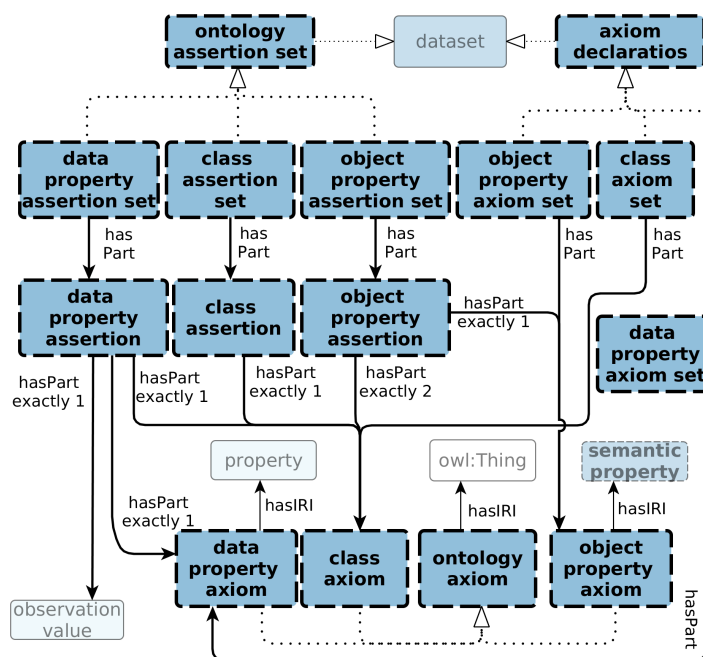 ontology
assertion set
dataset
axiom
declaratios
data
property
assertion set
class
assertion
set
object
property
assertion set
object
property
axiom set
class
axiom
set
has
Part
has
Part
has
Part
has
Part
has
Part
data
property
assertion
class
assertion
object
property
assertion
hasPart
exactly 1
data
property
axiom set
hasPart
exactly 1
hasPart
exactly 1
hasPart
exactly 1
hasPart
exactly 2
property
owl:Thing
semantic
property
hasPart
exactly 1
hasIRI
hasIRI
hasIRI
data
property
axiom
class
axiom
ontology
axiom
object
property
axiom
observation
value
hasPart